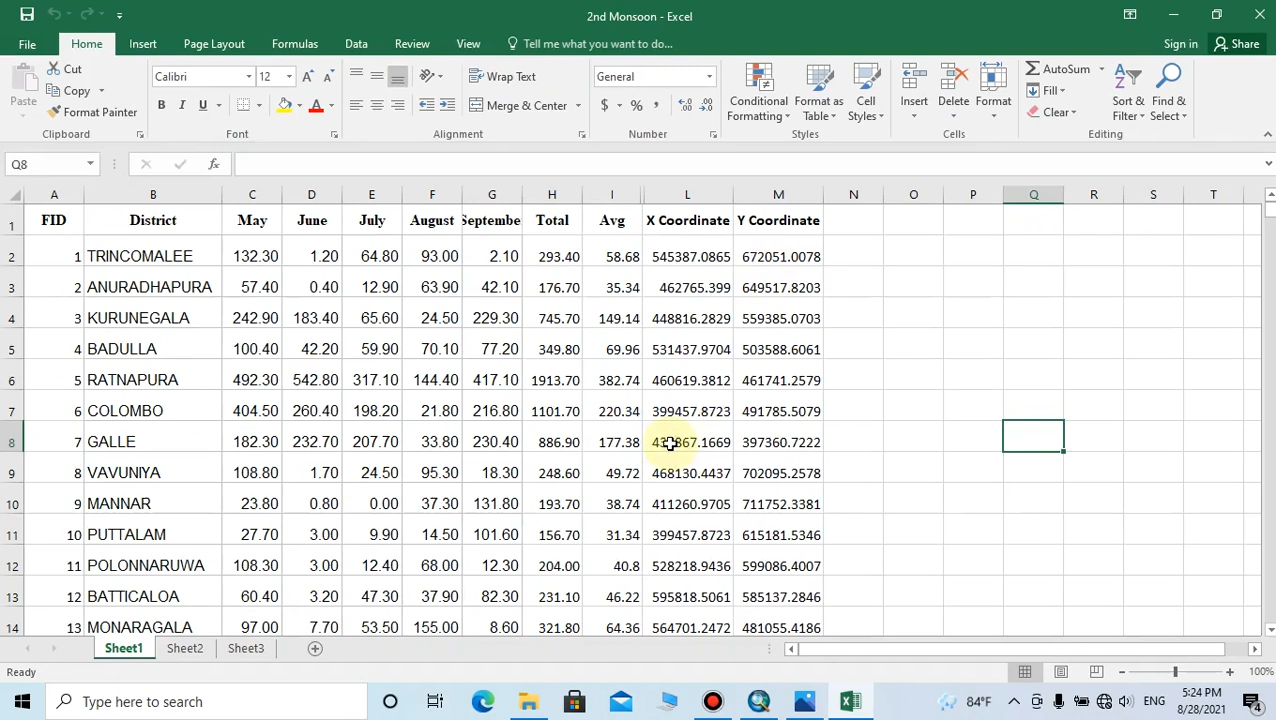 2nd Monsoon - Excel
File Home Insert Page Layout Formulas Data Review View Tell me what you want to do... Sign in Share
Cut Calibri 12 Wrap Text General AutoSum
Copy Fill
Paste Format Painter B I U Merge & Center $ % Conditional Formatting Format as Table Cell Styles Insert Delete Format Clear Sort & Filter Find & Select
Clipboard Font Alignment Number Styles Cells Editing
Q8 fx
A B C D E F G H I L M N O P Q R S T
1 FID District May June July August Septembe Total Avg X Coordinate Y Coordinate
2 1 TRINCOMALEE 132.30 1.20 64.80 93.00 2.10 293.40 58.68 545387.0865 672051.0078
3 2 ANURADHAPURA 57.40 0.40 12.90 63.90 42.10 176.70 35.34 462765.399 649517.8203
4 3 KURUNEGALA 242.90 183.40 65.60 24.50 229.30 745.70 149.14 448816.2829 559385.0703
5 4 BADULLA 100.40 42.20 59.90 70.10 77.20 349.80 69.96 531437.9704 503588.6061
6 5 RATNAPURA 492.30 542.80 317.10 144.40 417.10 1913.70 382.74 460619.3812 461741.2579
7 6 COLOMBO 404.50 260.40 198.20 21.80 216.80 1101.70 220.34 399457.8723 491785.5079
8 7 GALLE 182.30 232.70 207.70 33.80 230.40 886.90 177.38 397360.7222
9 8 VAVUNIYA 108.80 1.70 24.50 95.30 18.30 248.60 49.72 468130.4437 702095.2578
10 9 MANNAR 23.80 0.80 0.00 37.30 131.80 193.70 38.74 411260.9705 711752.3381
11 10 PUTTALAM 27.70 3.00 9.90 14.50 101.60 156.70 31.34 399457.8723 615181.5346
12 11 POLONNARUWA 108.30 3.00 12.40 68.00 12.30 204.00 40.8 528218.9436 599086.4007
13 12 BATTICALOA 60.40 3.20 47.30 37.90 82.30 231.10 46.22 595818.5061 585137.2846
14 13 MONARAGALA 97.00 7.70 53.50 155.00 8.60 321.80 64.36 564701.2472 481055.4186
Sheet1 Sheet2 Sheet3
Ready 100%
Type here to search 84°F ENG 5:24 PM
8/28/2021 4